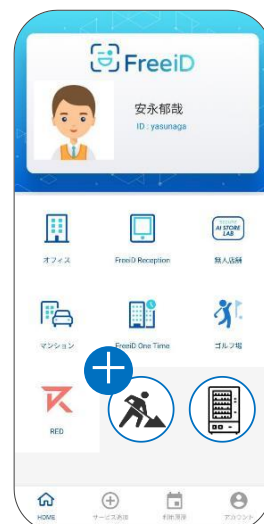 FreeiD
安永郁哉
ID : yasunaga
AI STORE
LAB
オフィス
FreeiD Reception
無人店舗
マンション
FreeiD One Time
ゴルフ場
RED
HOME
サービス追加
利用履歴
アカウント